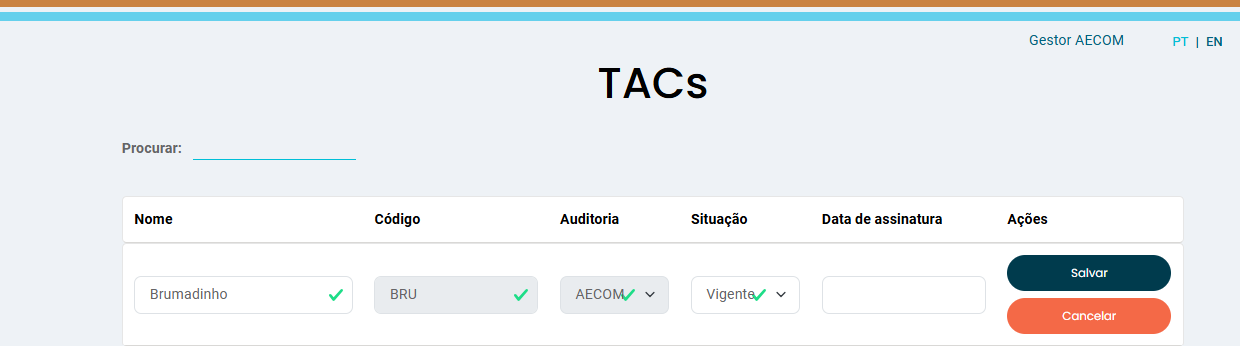 Gestor AECOM PT | EN
TACs
Procurar:
Nome Código Auditoria Situação Data de assinatura Ações
Brumadinho BRU AECOM Vigente Salvar
Cancelar